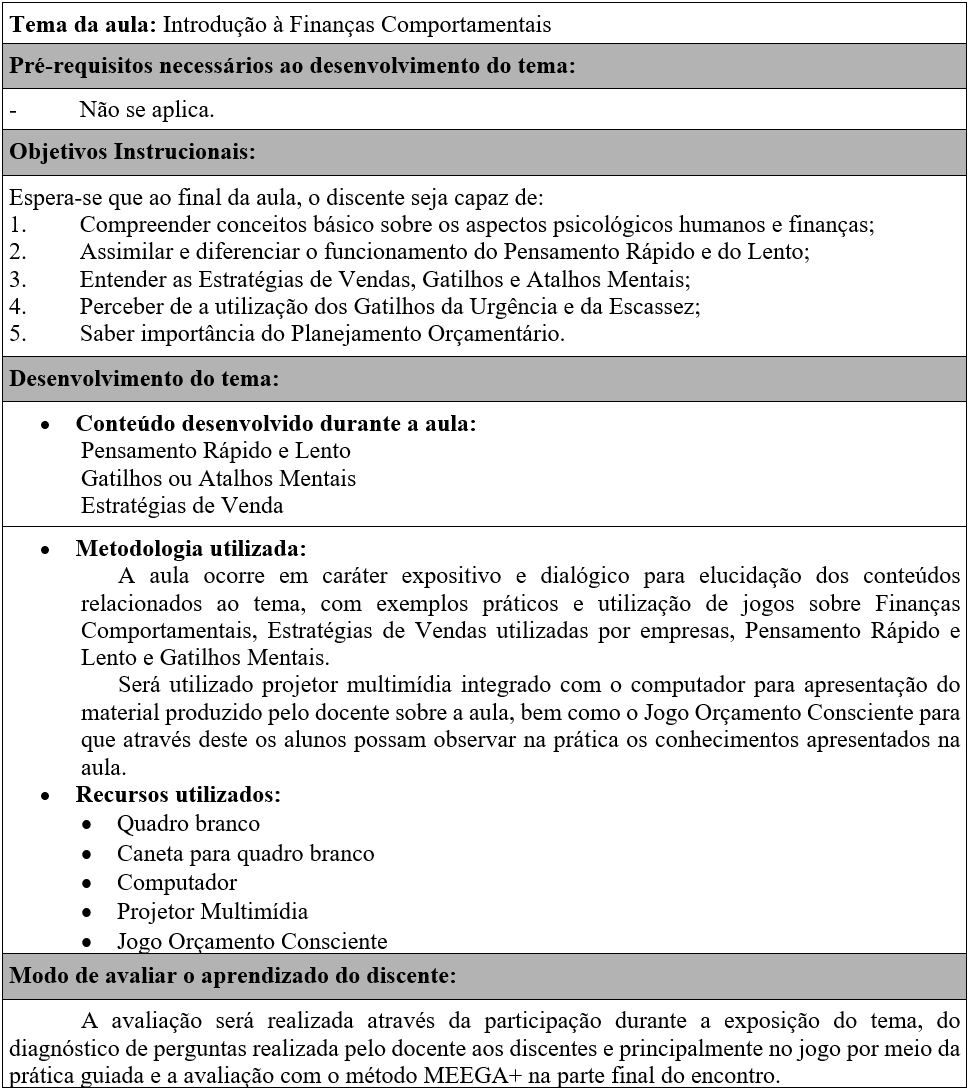 Tema da aula: Introdução à Finanças Comportamentais
Pré-requisitos necessários ao desenvolvimento do tema:
- Não se aplica.
Objetivos Instrucionais:
Espera-se que ao final da aula, o discente seja capaz de:
1. Compreender conceitos básico sobre os aspectos psicológicos humanos e finanças;
2. Assimilar e diferenciar o funcionamento do Pensamento Rápido e do Lento;
3. Entender as Estratégias de Vendas, Gatilhos e Atalhos Mentais;
4. Perceber de a utilização dos Gatilhos da Urgência e da Escassez;
5. Saber importância do Planejamento Orçamentário.
Desenvolvimento do tema:
• Conteúdo desenvolvido durante a aula:
Pensamento Rápido e Lento
Gatilhos ou Atalhos Mentais
Estratégias de Venda
• Metodologia utilizada:
A aula ocorre em caráter expositivo e dialógico para elucidação dos conteúdos
relacionados ao tema, com exemplos práticos e utilização de jogos sobre Finanças
Comportamentais, Estratégias de Vendas utilizadas por empresas, Pensamento Rápido e
Lento e Gatilhos Mentais.
Será utilizado projetor multimídia integrado com o computador para apresentação do
material produzido pelo docente sobre a aula, bem como o Jogo Orçamento Consciente para
que através deste os alunos possam observar na prática os conhecimentos apresentados na
aula.
• Recursos utilizados:
• Quadro branco
• Caneta para quadro branco
• Computador
• Projetor Multimídia
• Jogo Orçamento Consciente
Modo de avaliar o aprendizado do discente:
A avaliação será realizada através da participação durante a exposição do tema, do
diagnóstico de perguntas realizada pelo docente aos discentes e principalmente no jogo por meio da
prática guiada e a avaliação com o método MEEGA+ na parte final do encontro.